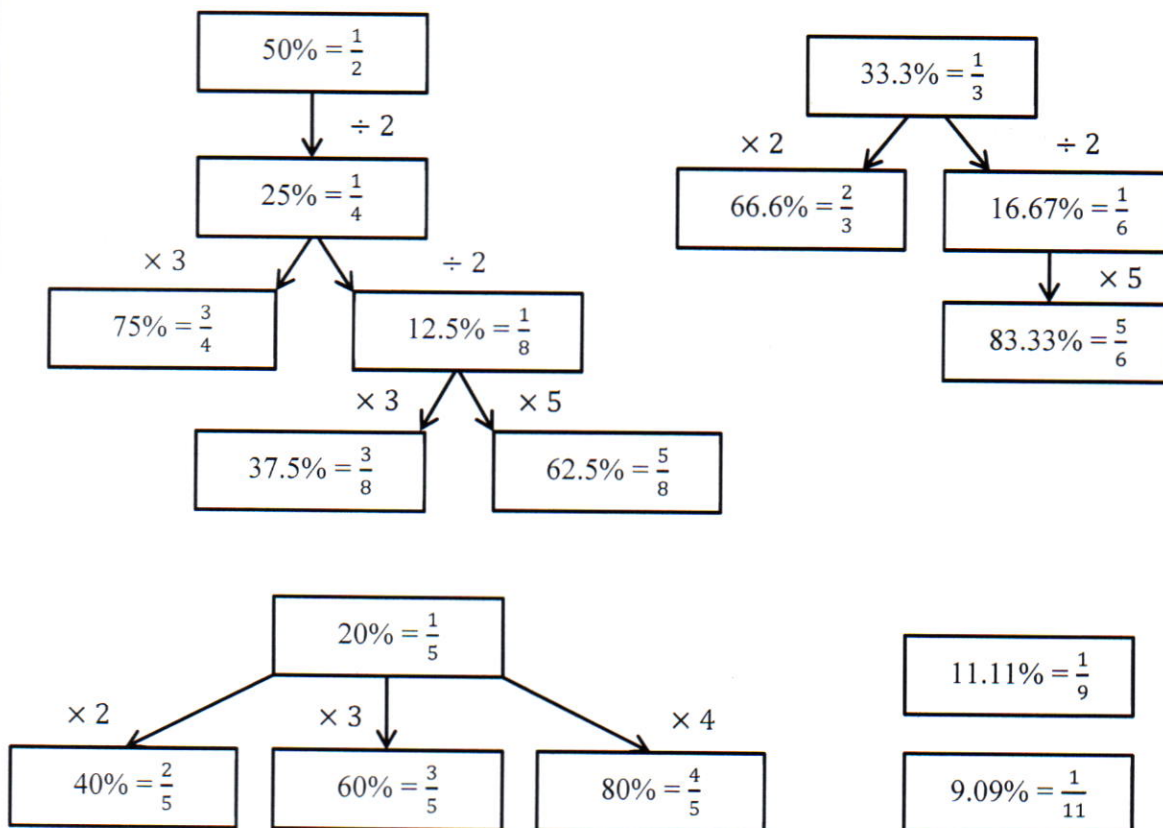 50% = 1/2
÷ 2
25% = 1/4
× 3
÷ 2
75% = 3/4
12.5% = 1/8
× 3
× 5
37.5% = 3/8
62.5% = 5/8
33.3% = 1/3
× 2
÷ 2
66.6% = 2/3
16.67% = 1/6
× 5
83.33% = 5/6
20% = 1/5
× 2
× 3
× 4
40% = 2/5
60% = 3/5
80% = 4/5
11.11% = 1/9
9.09% = 1/11